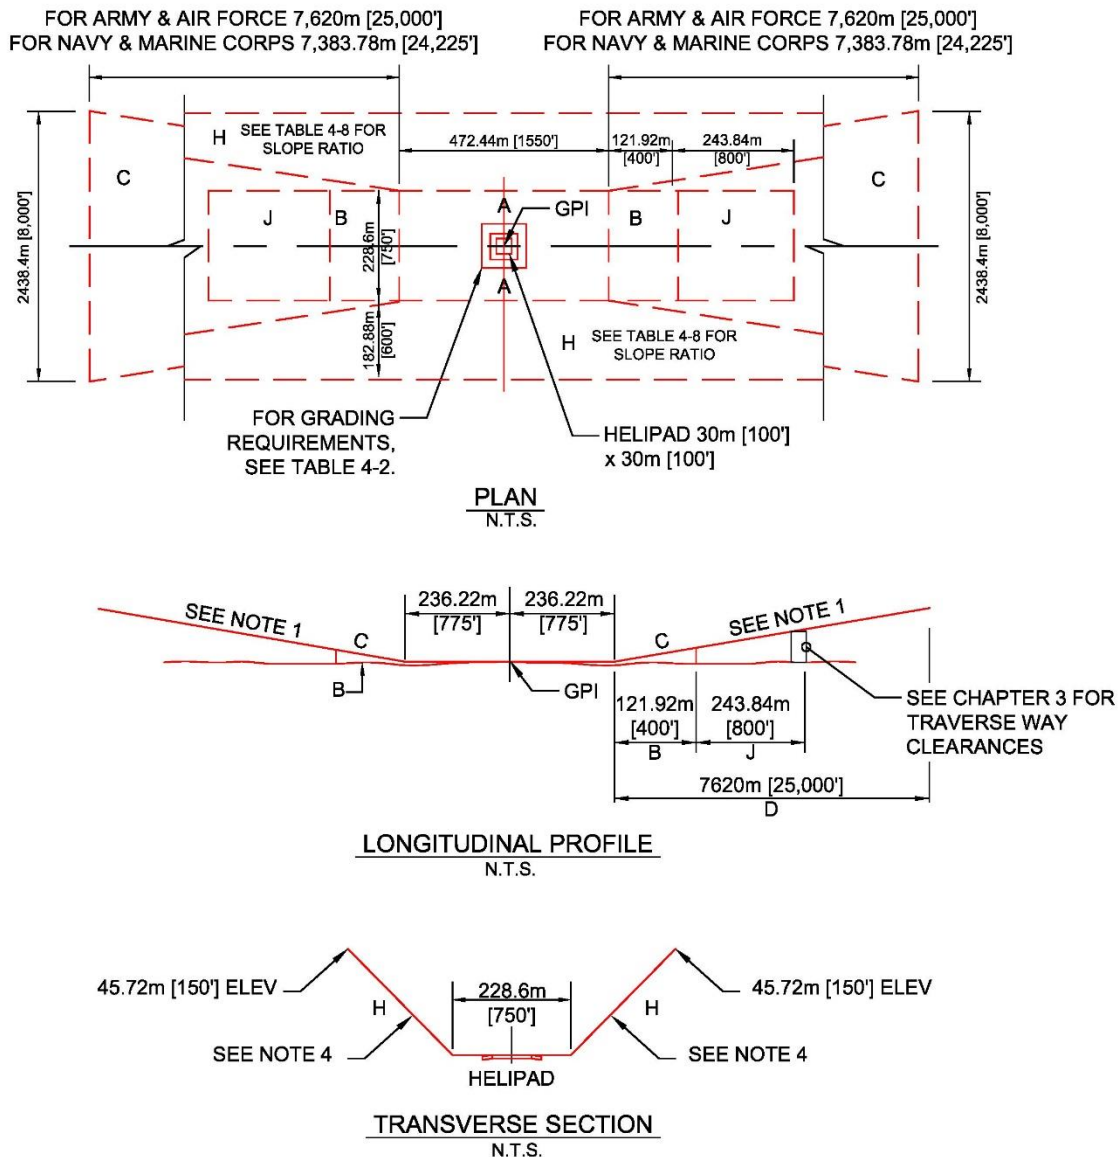 FOR ARMY & AIR FORCE 7,620m [25,000']
FOR NAVY & MARINE CORPS 7,383.78m [24,225']
FOR ARMY & AIR FORCE 7,620m [25,000']
FOR NAVY & MARINE CORPS 7,383.78m [24,225']
H
SEE TABLE 4-8 FOR
SLOPE RATIO
472.44m [1550']
121.92m
[400']
243.84m
[800']
C
C
2438.4m [8,000']
J
B
228.6m
[750']
A
GPI
B
J
2438.4m [8,000']
A
182.88m
[600']
H
SEE TABLE 4-8 FOR
SLOPE RATIO
FOR GRADING
REQUIREMENTS,
SEE TABLE 4-2.
HELIPAD 30m [100']
x 30m [100']
PLAN
N.T.S.
SEE NOTE 1
C
236.22m
[775']
236.22m
[775']
C
SEE NOTE 1
B
GPI
121.92m
[400']
B
243.84m
[800']
J
SEE CHAPTER 3 FOR
TRAVERSE WAY
CLEARANCES
7620m [25,000']
D
LONGITUDINAL PROFILE
N.T.S.
45.72m [150'] ELEV
H
SEE NOTE 4
228.6m
[750']
HELIPAD
H
45.72m [150'] ELEV
SEE NOTE 4
TRANSVERSE SECTION
N.T.S.